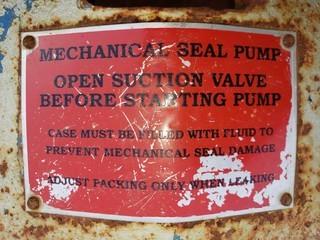 MECHANICAL SEAL PUMP
OPEN SUCTION VALVE
BEFORE STARTING PUMP
CASE MUST BE FILLED WITH FLUID TO
PREVENT MECHANICAL SEAL DAMAGE
ADJUST PACKING ONLY WHEN LEAKING